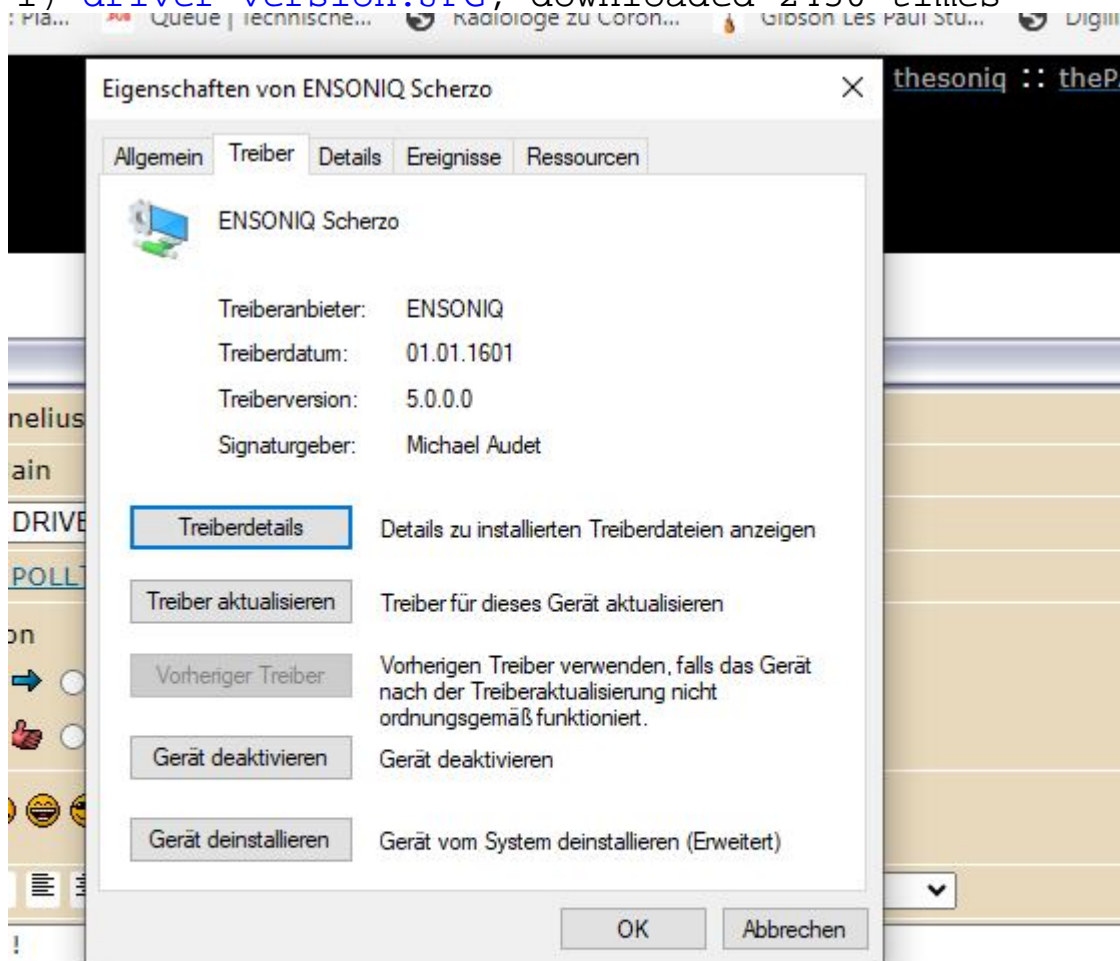 1) driver version.JPG, downloaded 2450 times
Queue | Technische... Radiologe zu Coron... Gibson Les Paul Stu...
Eigenschaften von ENSONIQ Scherzo
thesoniq :: theP
Allgemein Treiber Details Ereignisse Ressourcen
ENSONIQ Scherzo
Treiberanbieter: ENSONIQ
Treiberdatum: 01.01.1601
Treiberversion: 5.0.0.0
nelius
Signaturgeber: Michael Audet
ain
DRIVE
Treiberdetails Details zu installierten Treiberdateien anzeigen
POLL
Treiber aktualisieren Treiber für dieses Gerät aktualisieren
on
Vorheriger Treiber Vorherigen Treiber verwenden, falls das Gerät
nach der Treiberaktualisierung nicht
ordnungsgemäß funktioniert.
Gerät deaktivieren Gerät deaktivieren
Gerät deinstallieren Gerät vom System deinstallieren (Erweitert)
OK Abbrechen
!